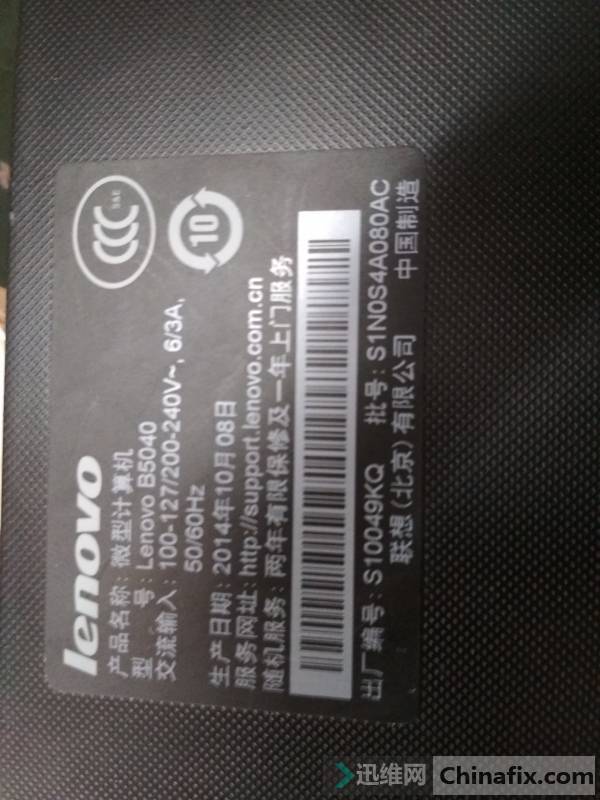 lenovo
产品名称: 微型计算机
型 号: Lenovo B5040
交流输入: 100-127/200-240V~, 6/3A,
50/60Hz
生产日期: 2014年10月08日
服务网址: http://support.lenovo.com.cn
随机服务: 两年有限保修及一年上门服务
出厂编号: S10049KQ 批号: S1N0S4A080AC
联想(北京)有限公司 中国制造
CCC
S&E
10
迅维网
Chinafix.com